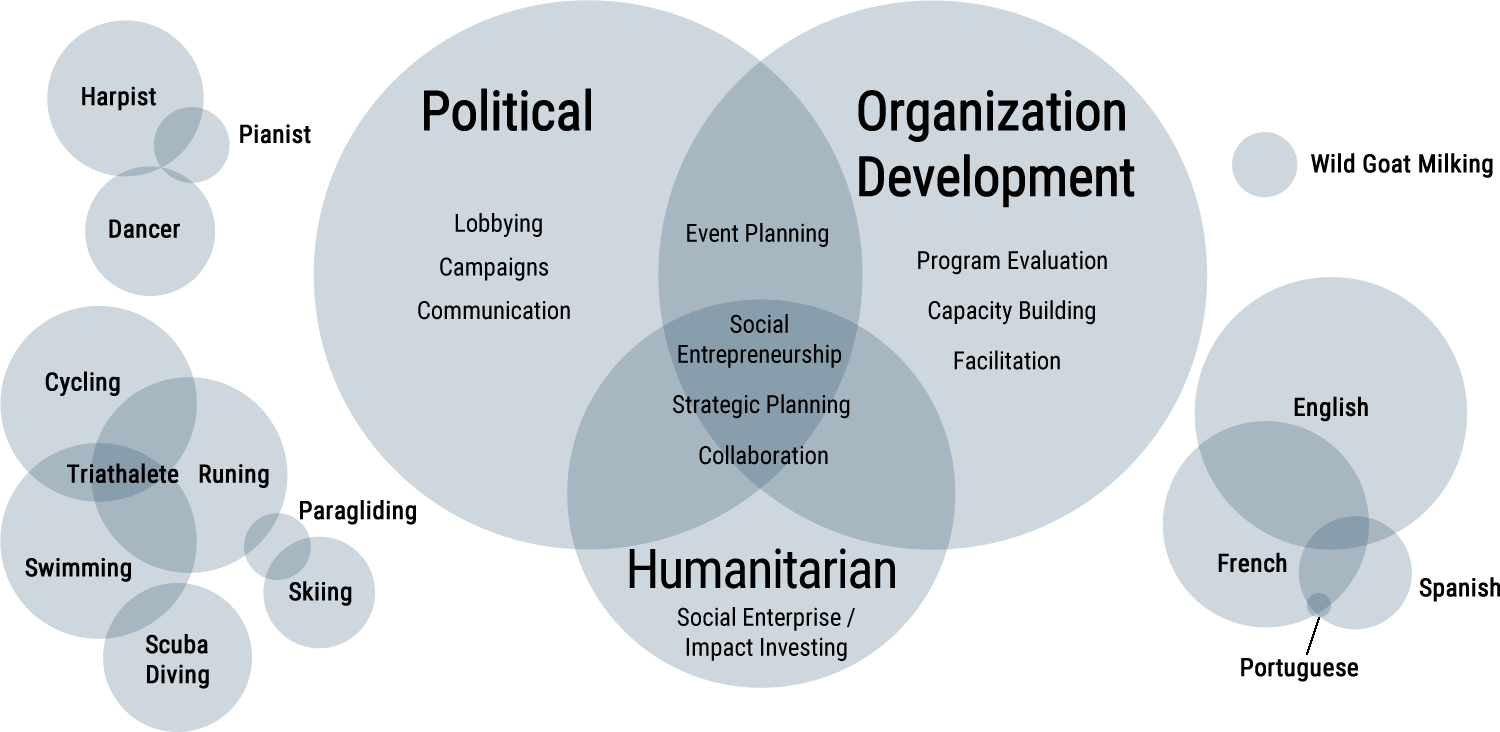 Harpist
Pianist
Dancer
Political
Lobbying
Campaigns
Communication
Event Planning
Organization
Development
Program Evaluation
Capacity Building
Facilitation
Social
Entrepreneurship
Strategic Planning
Collaboration
Humanitarian
Social Enterprise /
Impact Investing
Wild Goat Milking
Cycling
Triathalete
Runing
Swimming
Paragliding
Skiing
Scuba
Diving
English
French
Spanish
Portuguese